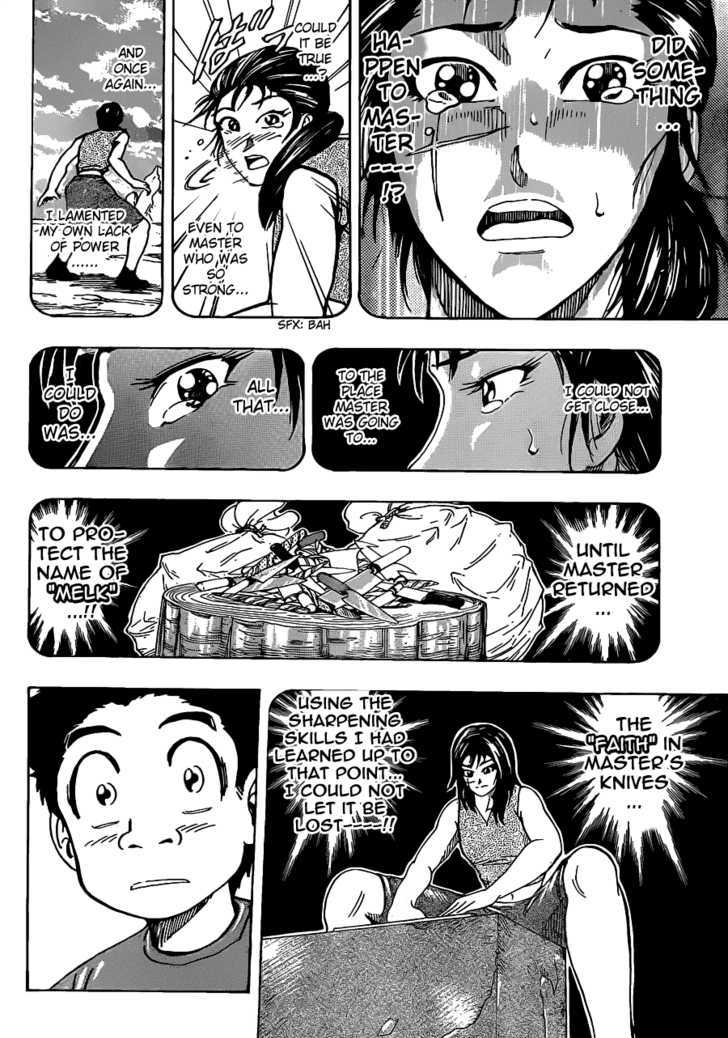 DID
SOME-
THING
...
HA-
PPEN
TO
MAS-
TER
----
!?
COULD
IT BE
TRUE
...?
EVEN TO
MASTER
WHO WAS
SO
STRONG...
SFX: BAH
AND
ONCE
AGAIN...
I LAMENTED
MY OWN LACK
OF POWER
......
I COULD NOT
GET CLOSE...
TO THE
PLACE
MASTER
WAS GOING
TO...
ALL
THAT...
I
COULD
DO
WAS...
UNTIL
MASTER
RETURNED
...
TO PRO-
TECT THE
NAME OF
"MELK"
...!!
THE
"FAITH" IN
MASTER'S
KNIVES
...
USING THE
SHARPENING
SKILLS I HAD
LEARNED UP TO
THAT POINT...
I COULD NOT
LET IT BE
LOST----!!